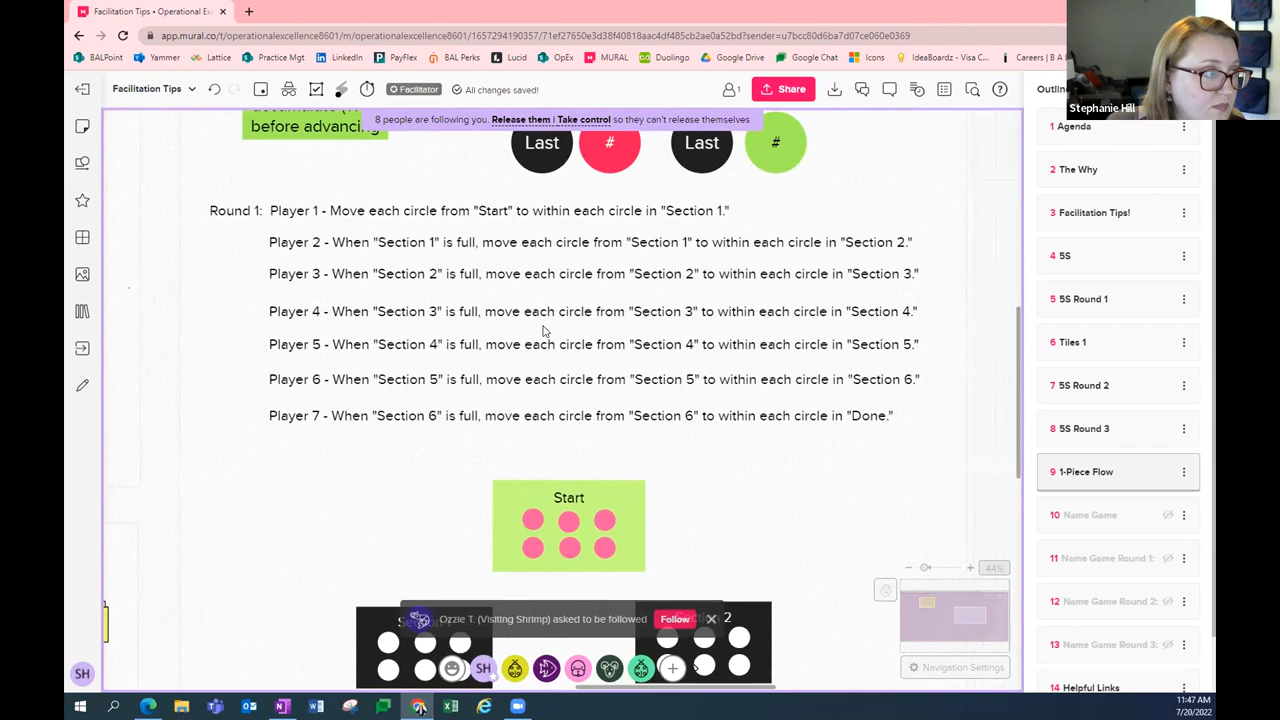 Facilitation Tips • Operational Ex
app.mural.co/t/operationalexcellence8601/m/operationalexcellence8601/1657294190357/71ef27650e3d38f40818aac4df485cb2ae0a52bd?sender=u7bcc80d6ba7d07ce060e0369
BALPoint Yammer Lattice Practice Mgt LinkedIn PayFlex BAL Perks Lucid OpEx MURAL Duolingo Google Drive Google Chat Icons IdeaBoardz - Visa C... Careers | B A
Facilitation Tips Facilitator All changes saved! 1 Share Outlin
Stephanie Hill
8 people are following you. Release them | Take control so they can't release themselves
before advancing
Last # Last #
Round 1: Player 1 - Move each circle from "Start" to within each circle in "Section 1."
Player 2 - When "Section 1" is full, move each circle from "Section 1" to within each circle in "Section 2."
Player 3 - When "Section 2" is full, move each circle from "Section 2" to within each circle in "Section 3."
Player 4 - When "Section 3" is full, move each circle from "Section 3" to within each circle in "Section 4."
Player 5 - When "Section 4" is full, move each circle from "Section 4" to within each circle in "Section 5."
Player 6 - When "Section 5" is full, move each circle from "Section 5" to within each circle in "Section 6."
Player 7 - When "Section 6" is full, move each circle from "Section 6" to within each circle in "Done."
Start
Ozzie T. (Visiting Shrimp) asked to be followed Follow
2
SH
SH
44%
Navigation Settings
1 Agenda
2 The Why
3 Facilitation Tips!
4 5S
5 5S Round 1
6 Tiles 1
7 5S Round 2
8 5S Round 3
9 1-Piece Flow
10 Name Game
11 Name Game Round 1:
12 Name Game Round 2:
13 Name Game Round 3:
14 Helpful Links
11:47 AM
7/20/2022